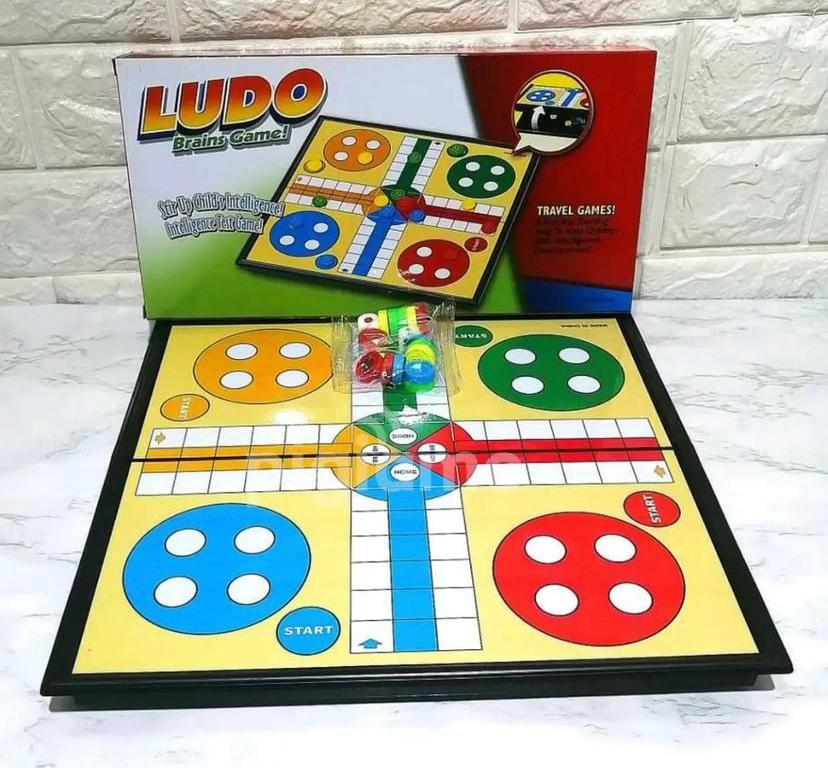 LUDO
Brains Game!
Stir Up Child's Intelligence!
Intelligence Test Game!
TRAVEL GAMES!
START
MADE IN CHINA
START
HOME
HOME
START
START
pigiame